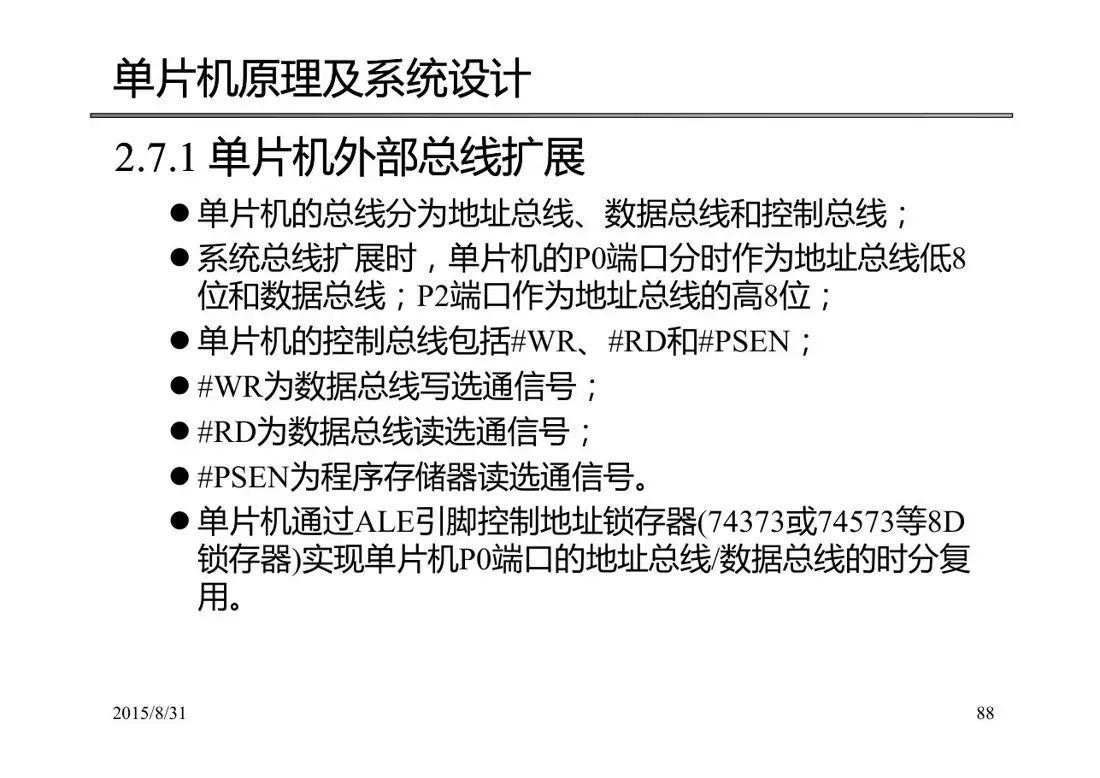 单片机原理及系统设计
2.7.1 单片机外部总线扩展
●单片机的总线分为地址总线、数据总线和控制总线；
●系统总线扩展时，单片机的P0端口分时作为地址总线低8
位和数据总线；P2端口作为地址总线的高8位；
●单片机的控制总线包括#WR、#RD和#PSEN；
●#WR为数据总线写选通信号；
●#RD为数据总线读选通信号；
●#PSEN为程序存储器读选通信号。
●单片机通过ALE引脚控制地址锁存器(74373或74573等8D
锁存器)实现单片机P0端口的地址总线/数据总线的时分复
用。
2015/8/31
88